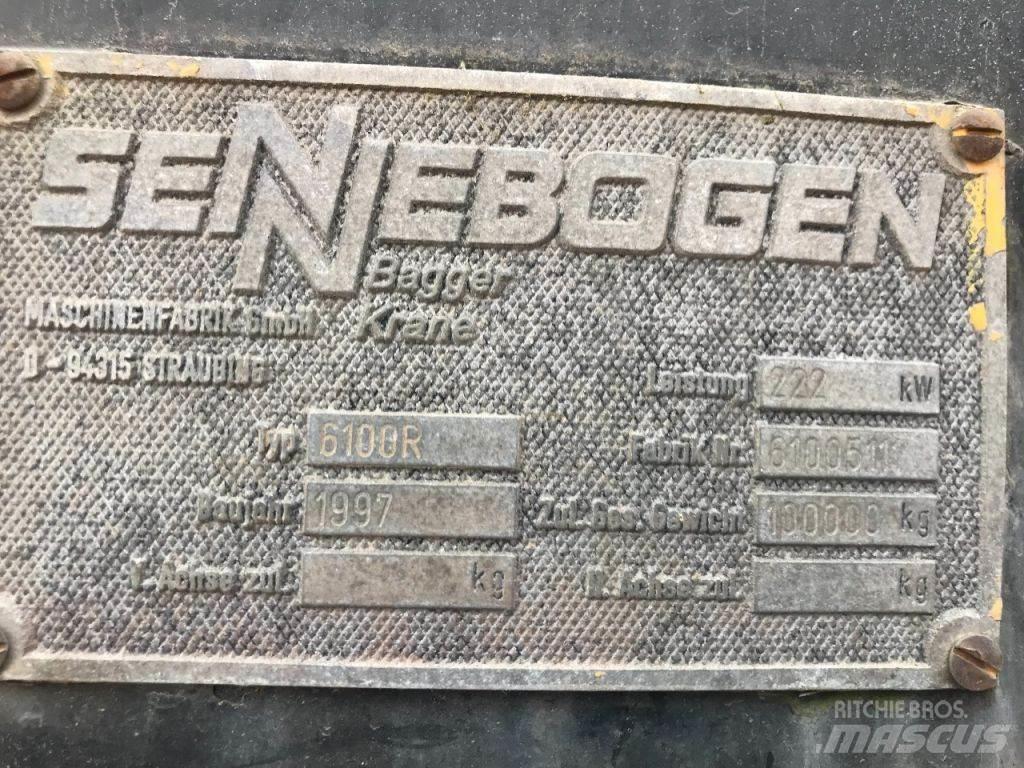 SENNEBOGEN
Bagger
Krane
MASCHINENFABRIK GmbH
D - 94315 STRAUBING
Leistung 222 kW
Typ 6100R
Fabrik Nr. 6100511
Baujahr 1997
Zul. Ges. Gewicht 100000 kg
V. Achse zul. kg
H. Achse zul. kg
RITCHIE BROS.
MASCUS